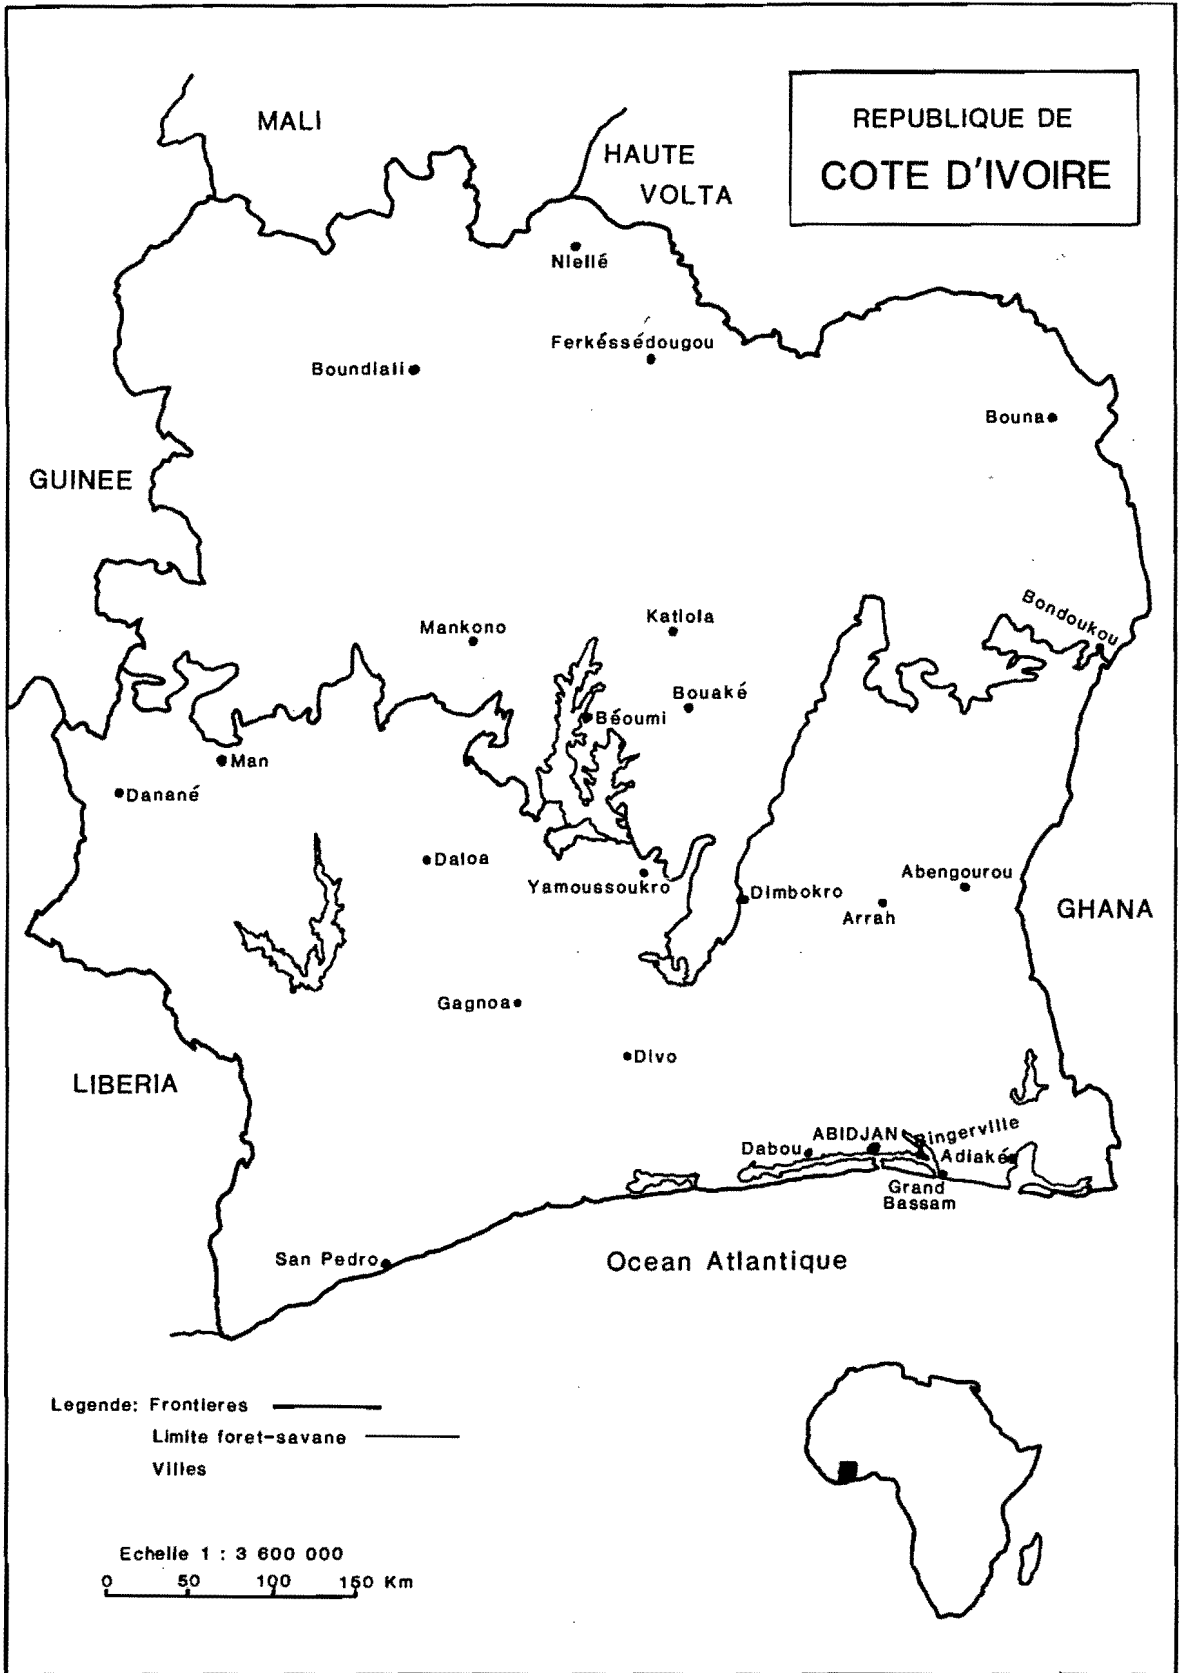 MALI
REPUBLIQUE DE
COTE D'IVOIRE
HAUTE
VOLTA
Niellé
Ferkéssédougou
Boundiali
Bouna
GUINEE
Bondoukou
Katiola
Mankono
Bouaké
Béoumi
Man
Danané
Daloa
Yamoussoukro
Dimbokro
Abengourou
Arrah
GHANA
Gagnoa
Divo
LIBERIA
ABIDJAN
Bingerville
Dabou
Adiaké
Grand
Bassam
San Pedro
Ocean Atlantique
Legende: Frontieres
Limite foret-savane
Villes
Echelle 1 : 3 600 000
0 50 100 150 Km